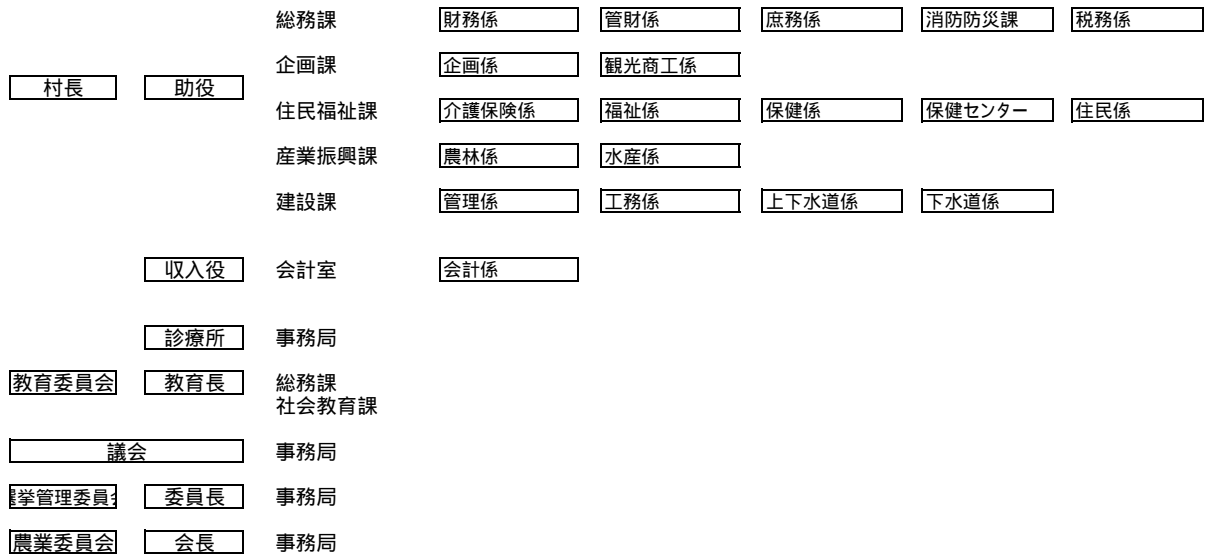 総務課 財務係 管財係 庶務係 消防防災課 税務係
企画課 企画係 観光商工係
村長 助役
住民福祉課 介護保険係 福祉係 保健係 保健センター 住民係
産業振興課 農林係 水産係
建設課 管理係 工務係 上下水道係 下水道係
収入役 会計室 会計係
診療所 事務局
教育委員会 教育長 総務課
社会教育課
議会 事務局
選挙管理委員会 委員長 事務局
農業委員会 会長 事務局